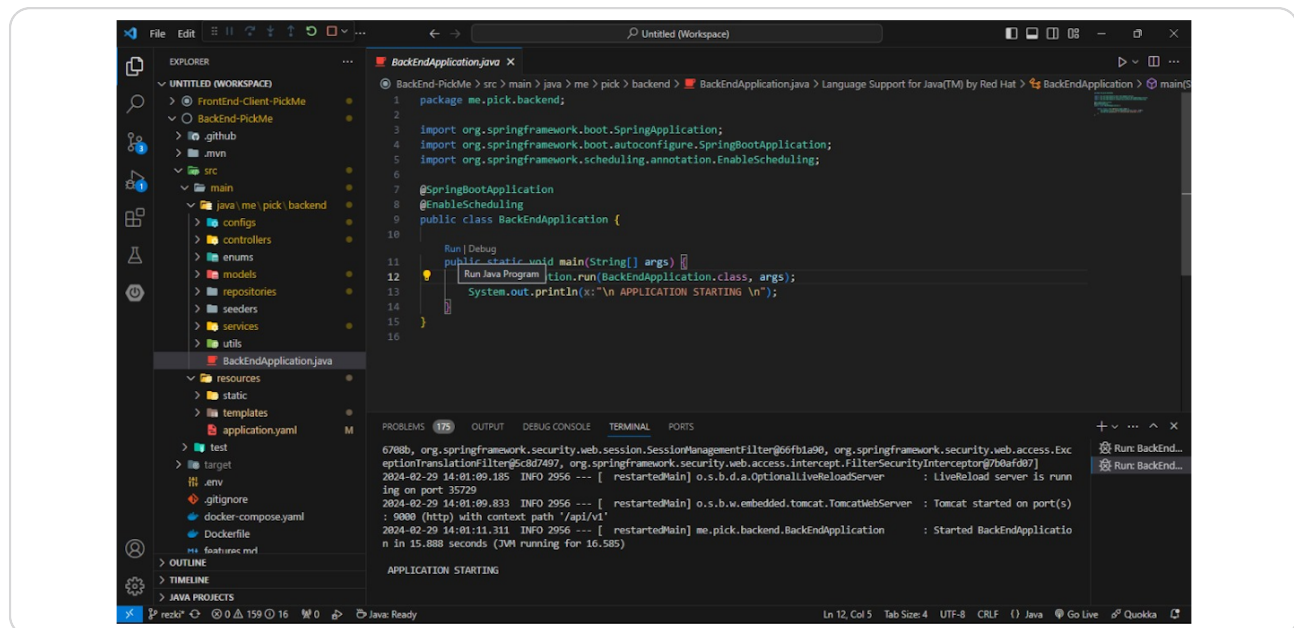 File Edit ...
Untitled (Workspace)
EXPLORER ...
UNTITLED (WORKSPACE)
FrontEnd-Client-PickMe
BackEnd-PickMe
.github
.mvn
src
main
java\me\pick\backend
configs
controllers
enums
models
repositories
seeders
services
utils
BackEndApplication.java
resources
static
templates
application.yaml M
test
target
.env
.gitignore
docker-compose.yaml
Dockerfile
features.md
OUTLINE
TIMELINE
JAVA PROJECTS
3
1
BackEndApplication.java
BackEnd-PickMe > src > main > java > me > pick > backend > BackEndApplication.java > Language Support for Java(TM) by Red Hat > BackEndApplication > main(S
1 package me.pick.backend;
2
3 import org.springframework.boot.SpringApplication;
4 import org.springframework.boot.autoconfigure.SpringBootApplication;
5 import org.springframework.scheduling.annotation.EnableScheduling;
6
7 @SpringBootApplication
8 @EnableScheduling
9 public class BackEndApplication {
10
Run | Debug
11 public static void main(String[] args) {
Run Java Program
12 tion.run(BackEndApplication.class, args);
13 System.out.println(x:"\n APPLICATION STARTING \n");
14 }
15 }
16
PROBLEMS 175 OUTPUT DEBUG CONSOLE TERMINAL PORTS
6708b, org.springframework.security.web.session.SessionManagementFilter@66fb1a90, org.springframework.security.web.access.Exc
eptionTranslationFilter@5c8d7497, org.springframework.security.web.access.intercept.FilterSecurityInterceptor@7b0afd07]
2024-02-29 14:01:09.185 INFO 2956 --- [ restartedMain] o.s.b.d.a.OptionalLiveReloadServer : LiveReload server is runn
ing on port 35729
2024-02-29 14:01:09.833 INFO 2956 --- [ restartedMain] o.s.b.w.embedded.tomcat.TomcatWebServer : Tomcat started on port(s)
: 9000 (http) with context path '/api/v1'
2024-02-29 14:01:11.311 INFO 2956 --- [ restartedMain] me.pick.backend.BackEndApplication : Started BackEndApplicatio
n in 15.888 seconds (JVM running for 16.585)
APPLICATION STARTING
Run: BackEnd...
Run: BackEnd...
rezki* 0 159 16 0 Java: Ready
Ln 12, Col 5 Tab Size: 4 UTF-8 CRLF {} Java Go Live Quokka